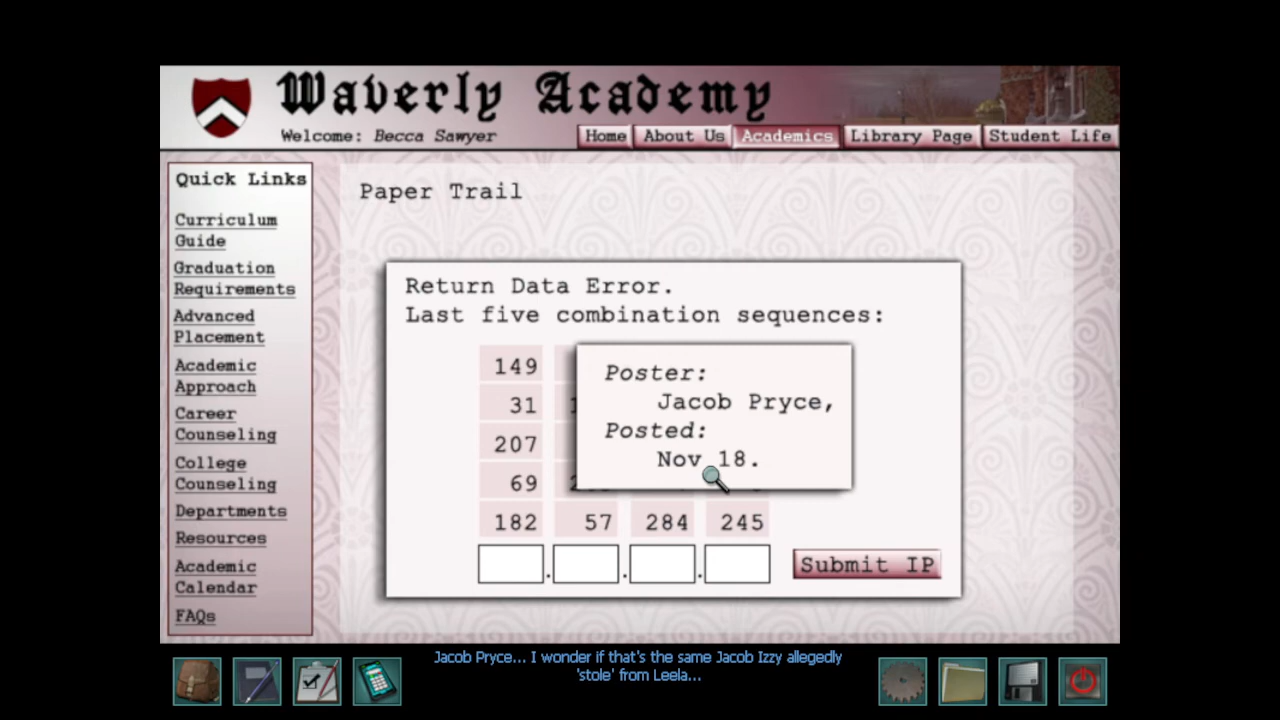 Waverly Academy
Welcome: Becca Sawyer
Home About Us Academics Library Page Student Life
Quick Links
Curriculum
Guide
Graduation
Requirements
Advanced
Placement
Academic
Approach
Career
Counseling
College
Counseling
Departments
Resources
Academic
Calendar
FAQs
Paper Trail
Return Data Error.
Last five combination sequences:
149
31
207
69
182 57 284 245
Poster:
Jacob Pryce,
Posted:
Nov 18.
. . .
Submit IP
Jacob Pryce... I wonder if that's the same Jacob Izzy allegedly
'stole' from Leela...